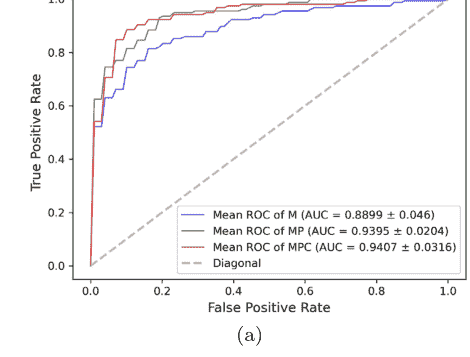 1.0
0.8
0.6
0.4
0.2
0.0
True Positive Rate
Mean ROC of M (AUC = 0.8899 ± 0.046)
Mean ROC of MP (AUC = 0.9395 ± 0.0204)
Mean ROC of MPC (AUC = 0.9407 ± 0.0316)
Diagonal
0.0 0.2 0.4 0.6 0.8 1.0
False Positive Rate
(a)